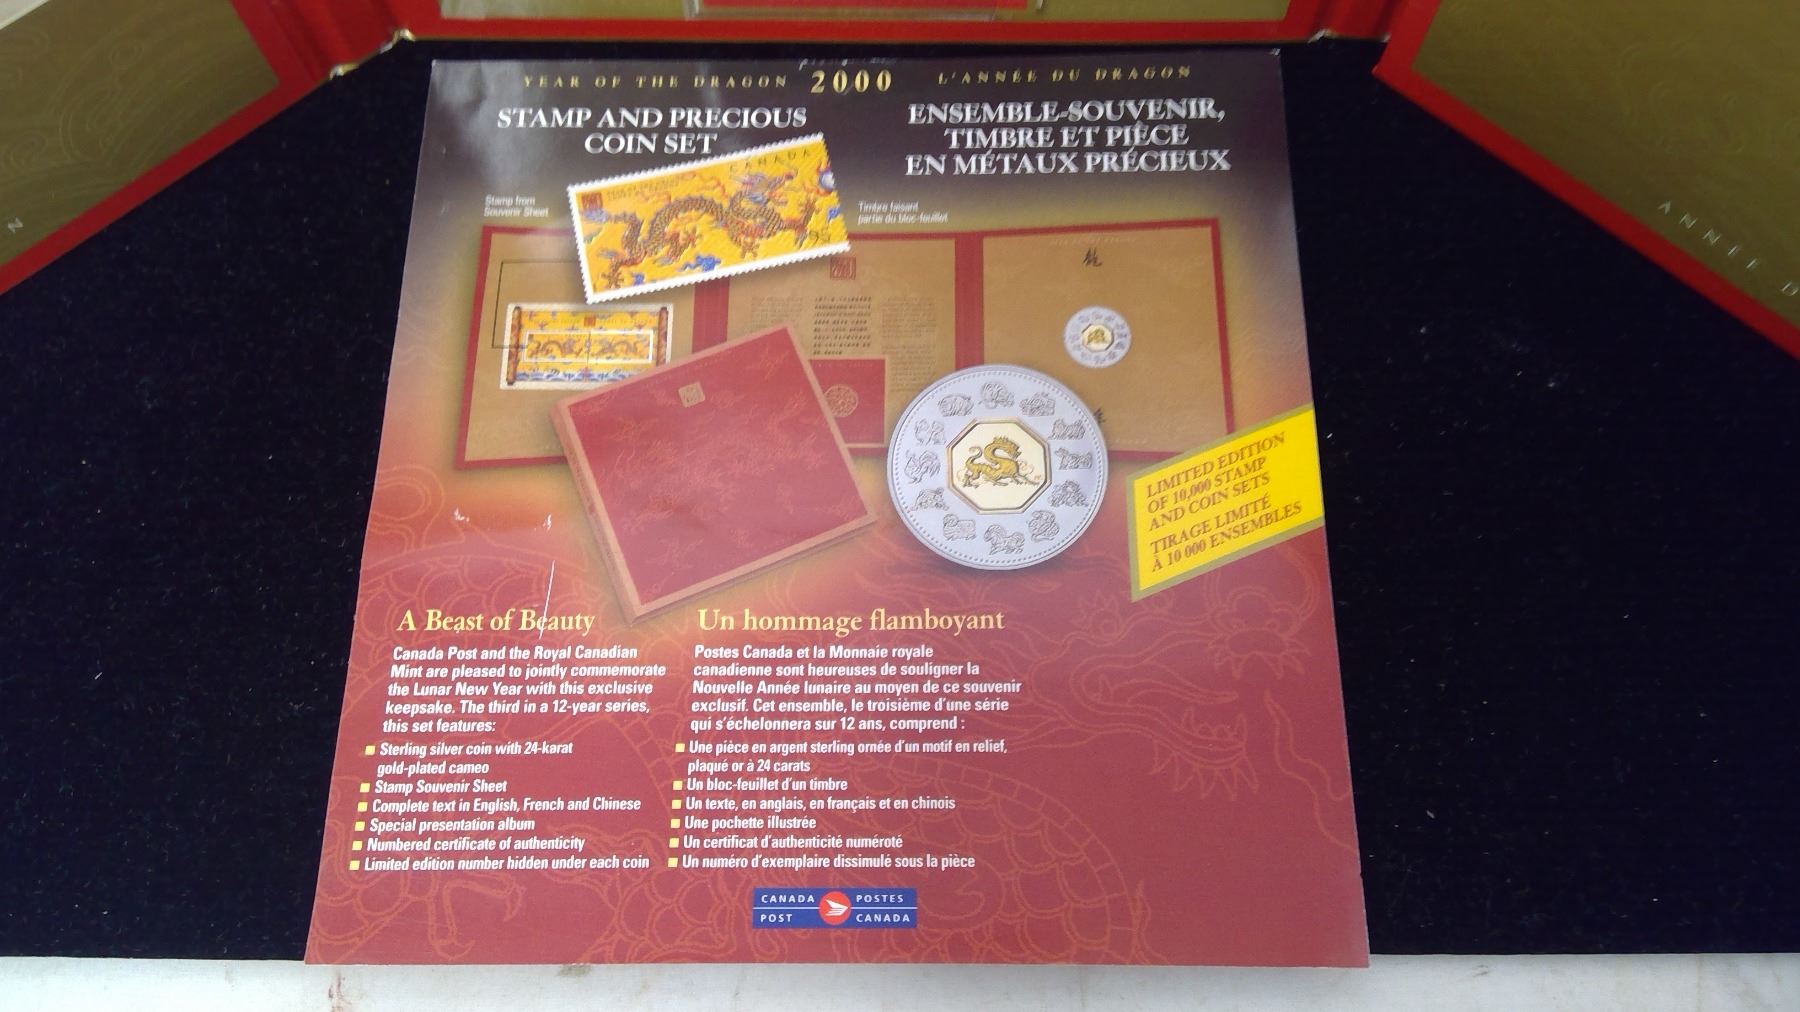 YEAR OF THE DRAGON 2000 L'ANNÉE DU DRAGON
STAMP AND PRECIOUS
COIN SET
ENSEMBLE-SOUVENIR,
TIMBRE ET PIÈCE
EN MÉTAUX PRÉCIEUX
CANADA
Stamp from
Souvenir Sheet
Timbre faisant
partie du bloc-feuillet
龍
LIMITED EDITION
OF 10,000 STAMP
AND COIN SETS
TIRAGE LIMITÉ
À 10 000 ENSEMBLES
A Beast of Beauty
Canada Post and the Royal Canadian
Mint are pleased to jointly commemorate
the Lunar New Year with this exclusive
keepsake. The third in a 12-year series,
this set features:
Sterling silver coin with 24-karat
gold-plated cameo
Stamp Souvenir Sheet
Complete text in English, French and Chinese
Special presentation album
Numbered certificate of authenticity
Limited edition number hidden under each coin
Un hommage flamboyant
Postes Canada et la Monnaie royale
canadienne sont heureuses de souligner la
Nouvelle Année lunaire au moyen de ce souvenir
exclusif. Cet ensemble, le troisième d'une série
qui s'échelonnera sur 12 ans, comprend :
Une pièce en argent sterling ornée d'un motif en relief,
plaqué or à 24 carats
Un bloc-feuillet d'un timbre
Un texte, en anglais, en français et en chinois
Une pochette illustrée
Un certificat d'authenticité numéroté
Un numéro d'exemplaire dissimulé sous la pièce
CANADA POSTES
POST CANADA
ANNÉE D
N